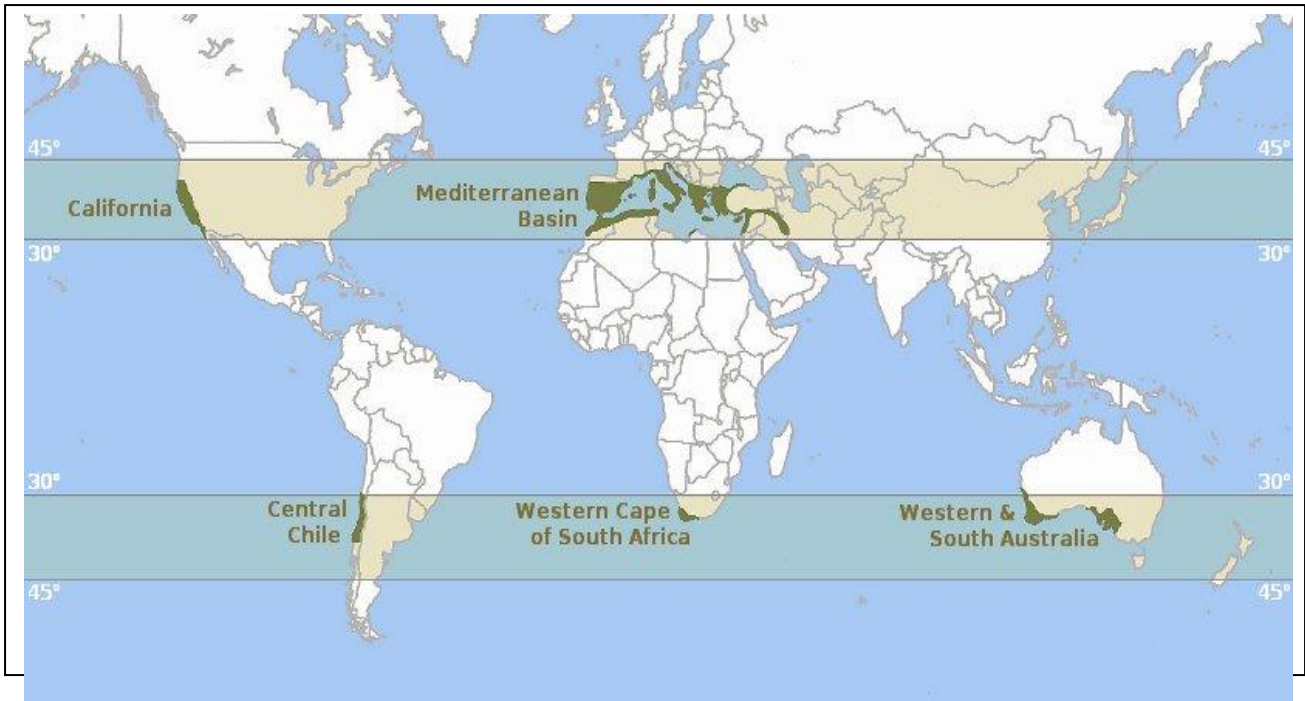 45°
45°
California
Mediterranean
Basin
30°
30°
30°
30°
Central
Chile
Western Cape
of South Africa
Western &
South Australia
45°
45°